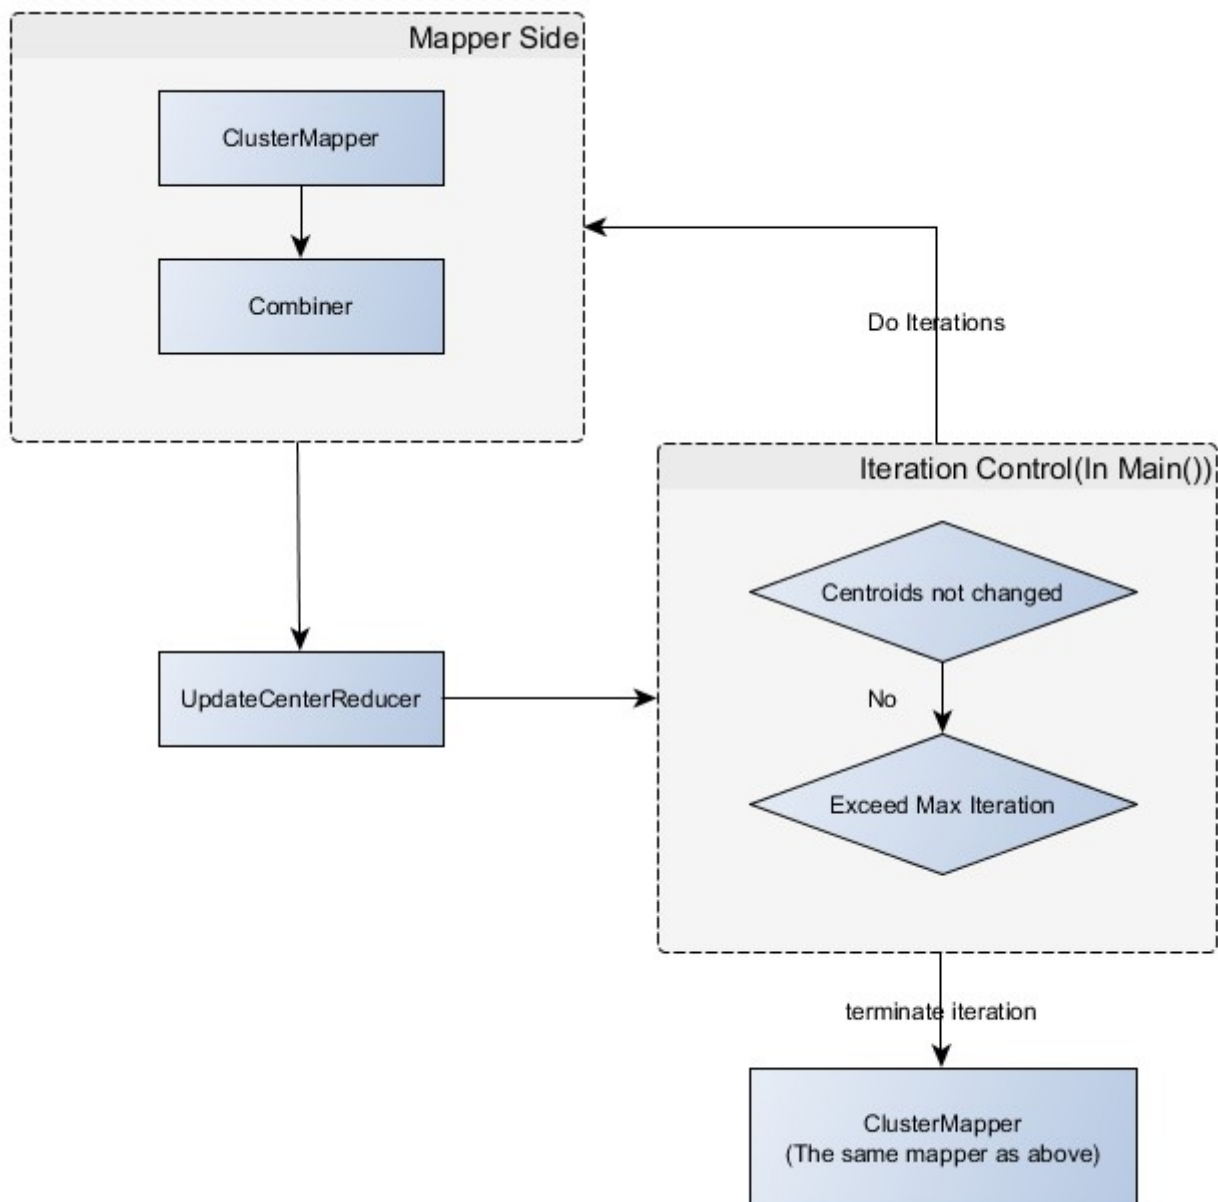 Mapper Side
ClusterMapper
Combiner
Do Iterations
Iteration Control(In Main())
Centroids not changed
UpdateCenterReducer
No
Exceed Max Iteration
terminate iteration
ClusterMapper
(The same mapper as above)